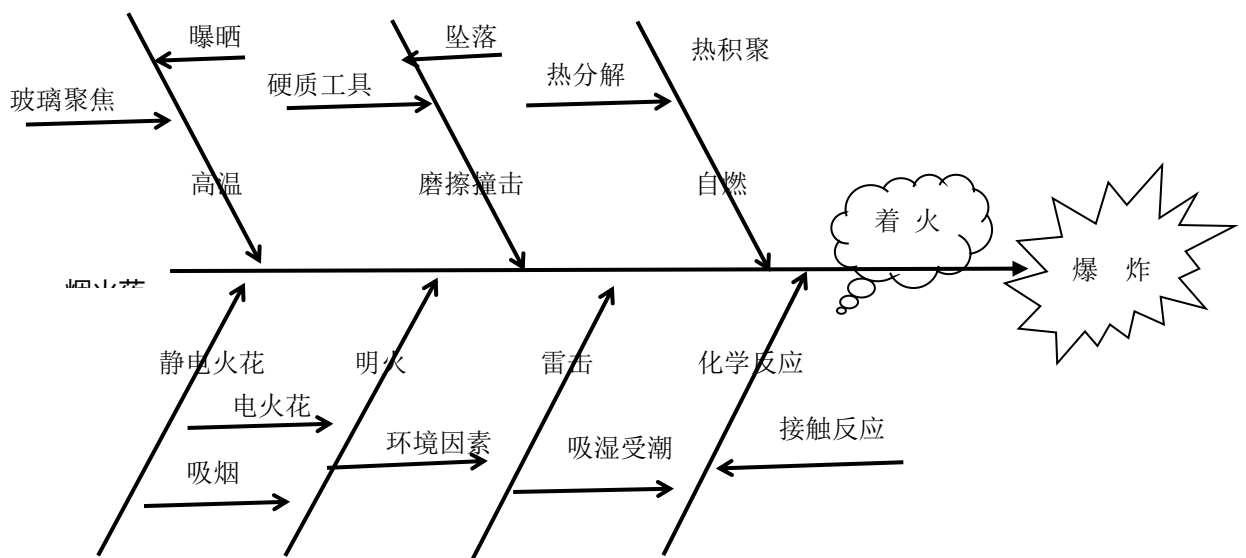 曝晒
坠落
热积聚
玻璃聚焦
硬质工具
热分解
高温
磨擦撞击
自燃
着 火
爆 炸
静电火花
明火
雷击
化学反应
电火花
环境因素
吸湿受潮
接触反应
吸烟